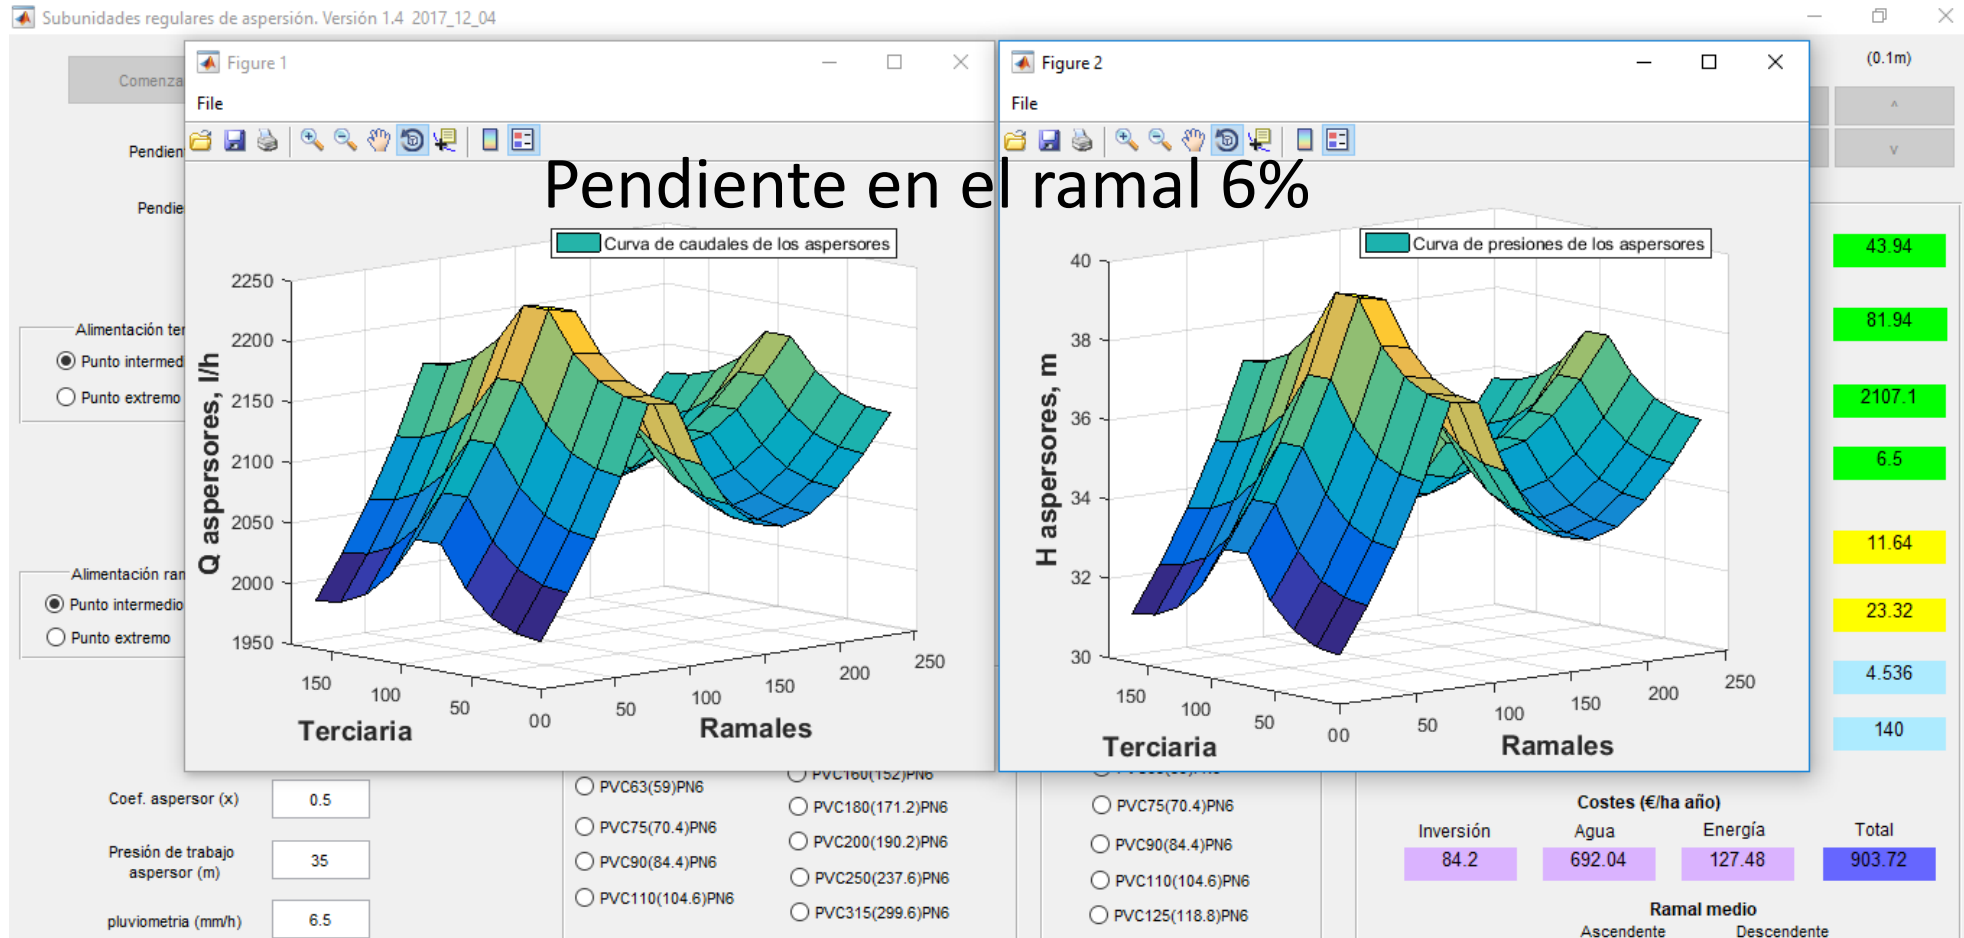 Subunidades regulares de aspersión. Versión 1.4 2017_12_04
Comenza
Pendien
Pendie
Alimentación ter
Punto intermed
Punto extremo
Alimentación ran
Punto intermedio
Punto extremo
Figure 1
File
Pendiente en el ramal 6%
Curva de caudales de los aspersores
Q aspersores, l/h
2250
2200
2150
2100
2050
2000
1950
150
100
50
00
50
100
150
200
250
Terciaria
Ramales
Figure 2
File
Curva de presiones de los aspersores
H aspersores, m
40
38
36
34
32
30
150
100
50
00
50
100
150
200
250
Terciaria
Ramales
(0.1m)
^
v
43.94
81.94
2107.1
6.5
11.64
23.32
4.536
140
Coef. aspersor (x) 0.5
Presión de trabajo
aspersor (m) 35
pluviometria (mm/h) 6.5
PVC63(59)PN6
PVC75(70.4)PN6
PVC90(84.4)PN6
PVC110(104.6)PN6
PVC160(152)PN6
PVC180(171.2)PN6
PVC200(190.2)PN6
PVC250(237.6)PN6
PVC315(299.6)PN6
PVC75(70.4)PN6
PVC90(84.4)PN6
PVC110(104.6)PN6
PVC125(118.8)PN6
Costes (€/ha año)
Inversión Agua Energía Total
84.2 692.04 127.48 903.72
Ramal medio
Ascendente Descendente